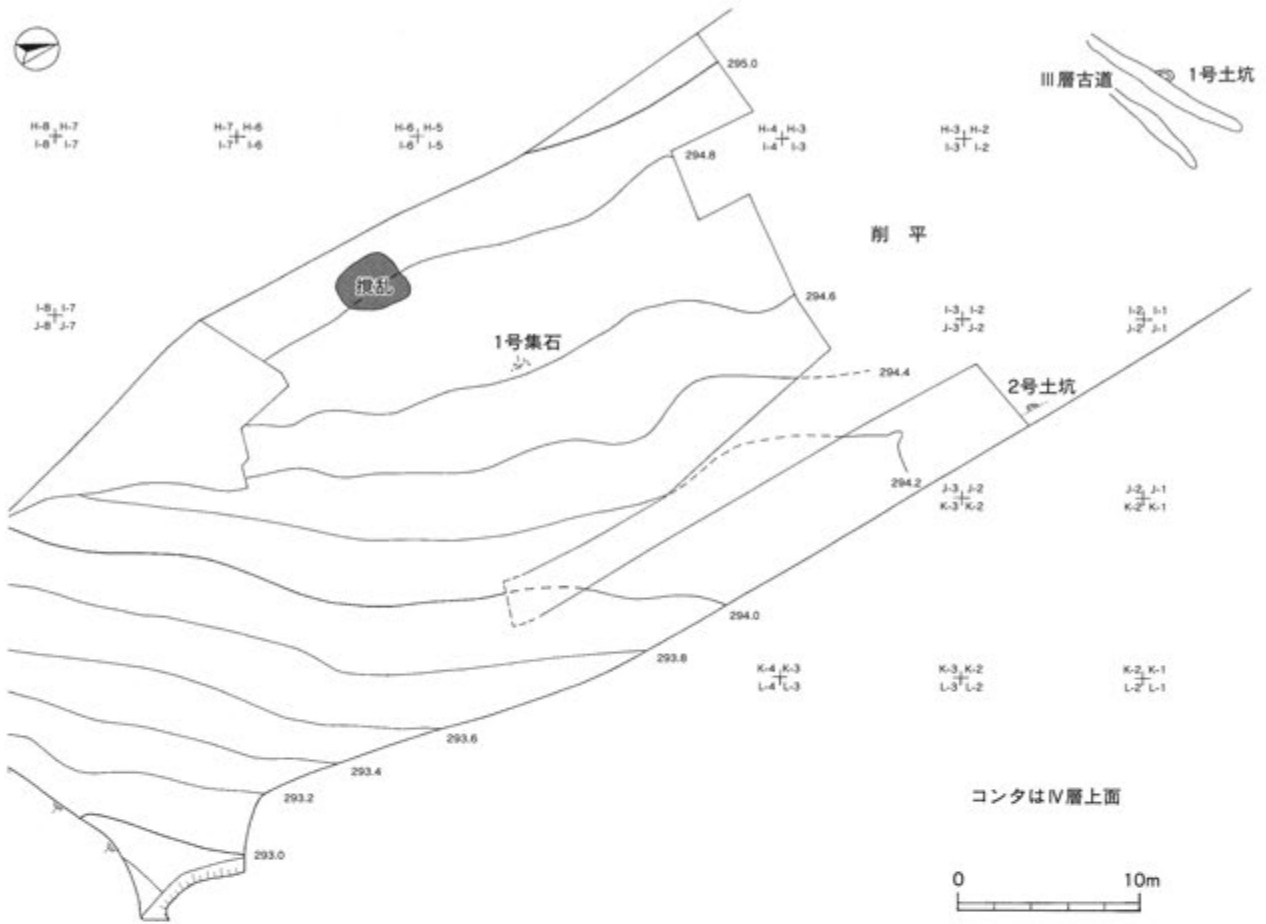 295.0
III層古道
1号土坑
H-8 H-7
I-8 I-7
H-7 H-6
I-7 I-6
H-6 H-5
I-6 I-5
H-4 H-3
I-4 I-3
H-3 H-2
I-3 I-2
294.8
削 平
撹乱
294.6
I-8 I-7
J-8 J-7
I-3 I-2
J-3 J-2
I-2 I-1
J-2 J-1
1号集石
294.4
2号土坑
294.2
J-3 J-2
K-3 K-2
J-2 J-1
K-2 K-1
294.0
293.8
K-4 K-3
L-4 L-3
K-3 K-2
L-3 L-2
K-2 K-1
L-2 L-1
293.6
293.4
293.2
コンタはⅣ層上面
293.0
0 10m